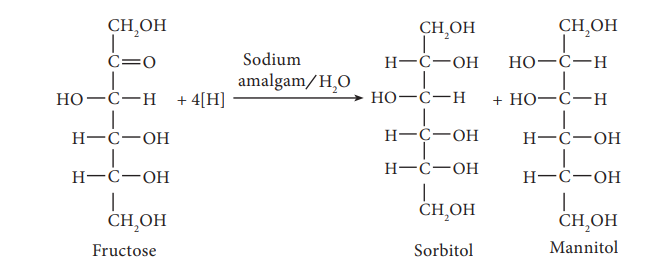 CH₂OH
C=O
HO—C—H
H—C—OH
H—C—OH
CH₂OH
Fructose
+ 4[H]
Sodium
amalgam/H₂O
CH₂OH
H—C—OH
HO—C—H
H—C—OH
H—C—OH
CH₂OH
Sorbitol
+
CH₂OH
HO—C—H
HO—C—H
H—C—OH
H—C—OH
CH₂OH
Mannitol